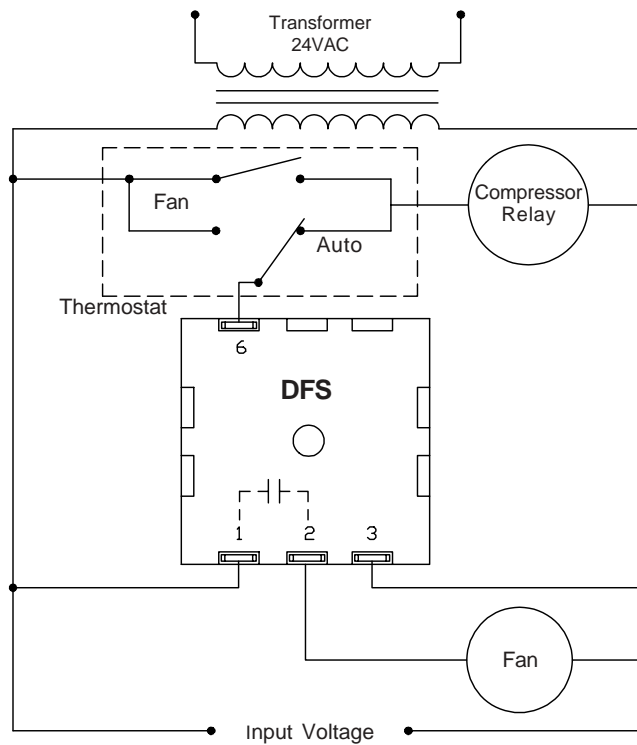 Transformer
24VAC
Fan
Compressor
Relay
Auto
Thermostat
6
DFS
1 2 3
Fan
Input Voltage